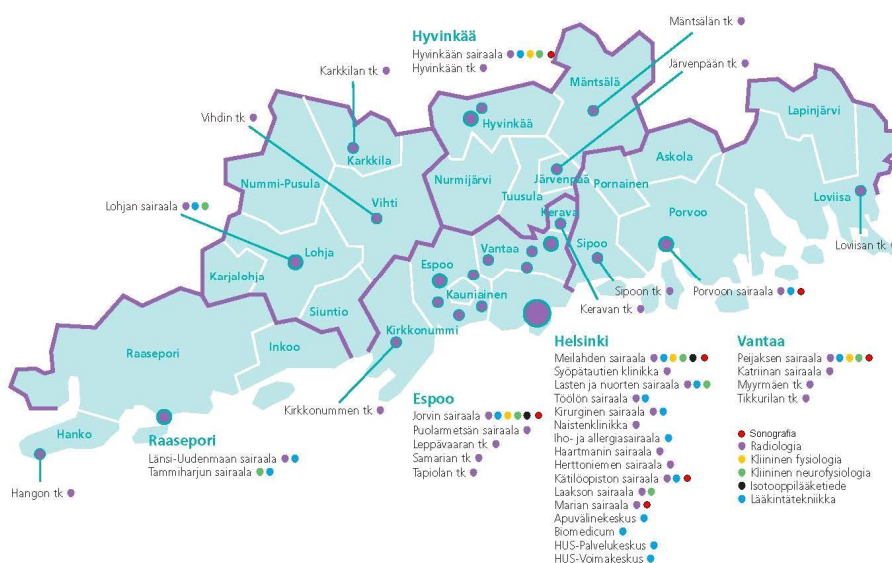 Hyvinkää
Hyvinkään sairaala
Hyvinkään tk
Mäntsälän tk
Järvenpään tk
Karkkilan tk
Vihdin tk
Lohjan sairaala
Mäntsälä
Lapinjärvi
Hyvinkää
Karkkila
Askola
Nummi-Pusula
Nurmijärvi
Järvenpää
Pornainen
Tuusula
Vihti
Loviisa
Kerava
Porvoo
Lohja
Vantaa
Sipoo
Loviisan tk
Karjalohja
Espoo
Kauniainen
Siuntio
Sipoon tk
Porvoon sairaala
Keravan tk
Kirkkonummi
Raasepori
Inkoo
Kirkkonummen tk
Hanko
Hangon tk
Raasepori
Länsi-Uudenmaan sairaala
Tammiharjun sairaala
Espoo
Jorvin sairaala
Puolarmetsän sairaala
Leppävaaran tk
Samarian tk
Tapiolan tk
Helsinki
Meilahden sairaala
Syöpätautien klinikka
Lasten ja nuorten sairaala
Töölön sairaala
Kirurginen sairaala
Naistenklinikka
Iho- ja allergiasairaala
Haartmanin sairaala
Herttoniemen sairaala
Kätilöopiston sairaala
Laakson sairaala
Marian sairaala
Apuvälinekeskus
Biomedicum
HUS-Palvelukeskus
HUS-Voimakeskus
Vantaa
Peijaksen sairaala
Katriinan sairaala
Myyrmäen tk
Tikkurilan tk
Sonografia
Radiologia
Kliininen fysiologia
Kliininen neurofysiologia
Isotooppilääketiede
Lääkintätekniikka